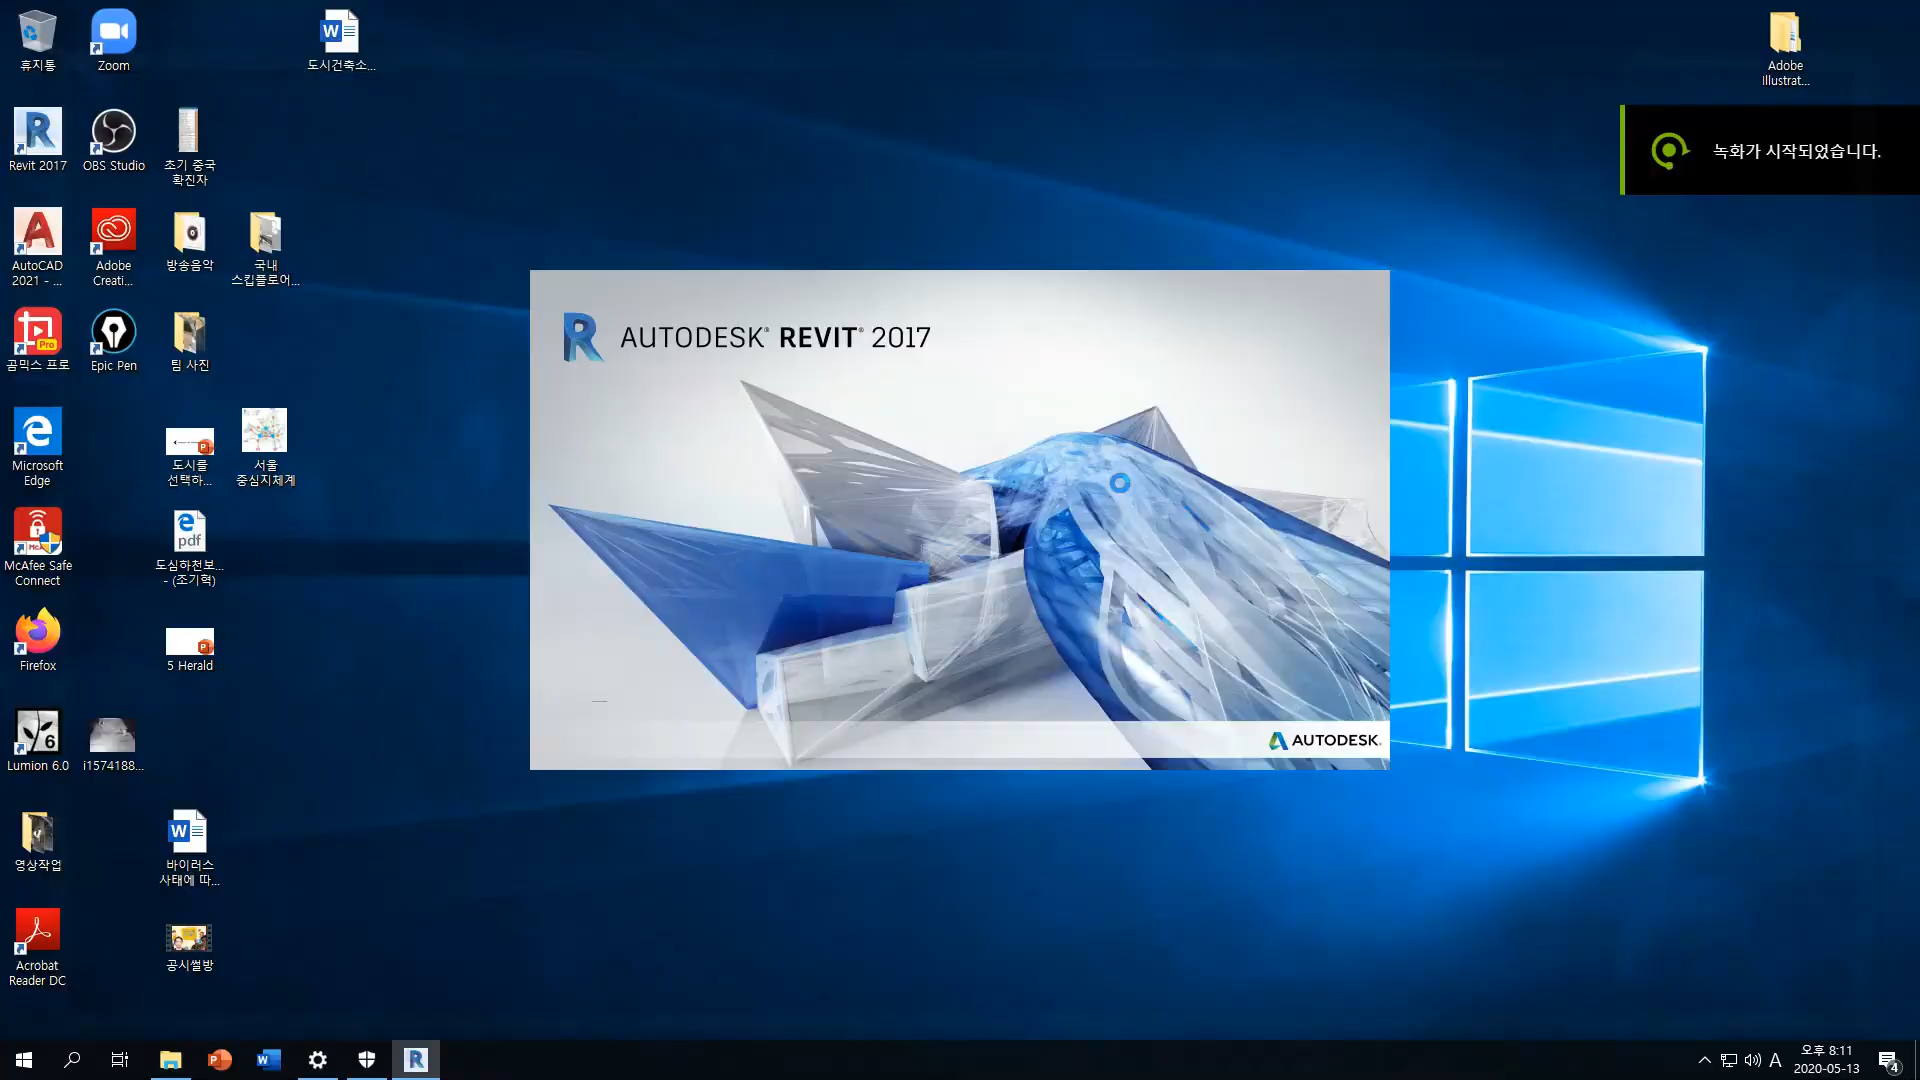 휴지통
Zoom
도시건축소...
Adobe
Illustrat...
Revit 2017
OBS Studio
초기 중국
확진자
녹화가 시작되었습니다.
AutoCAD
2021 - ...
Adobe
Creati...
방송음악
국내
스킵플로어...
AUTODESK® REVIT® 2017
곰믹스 프로
Pro
Epic Pen
팀 사진
Microsoft
Edge
도시를
선택하...
서울
중심지체계
pdf
McAfee Safe
Connect
도심하천보...
- (조기혁)
Firefox
5 Herald
6
Lumion 6.0
i1574188...
AUTODESK.
영상작업
바이러스
사태에 따...
Acrobat
Reader DC
공시썰방
A
오후 8:11
2020-05-13
4